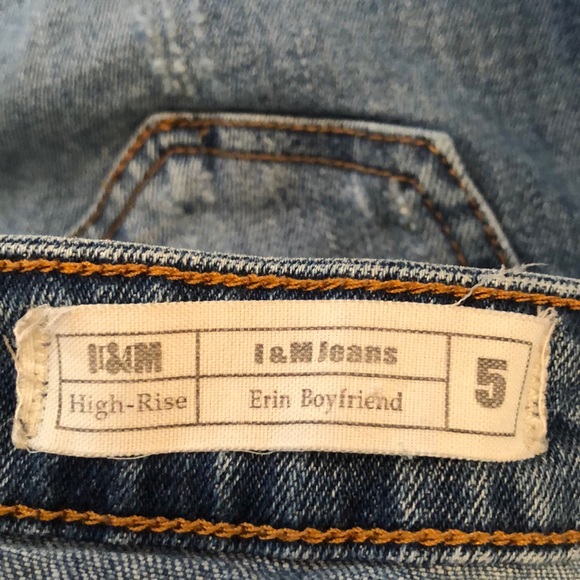 I&M
I & M Jeans
5
High-Rise
Erin Boyfriend